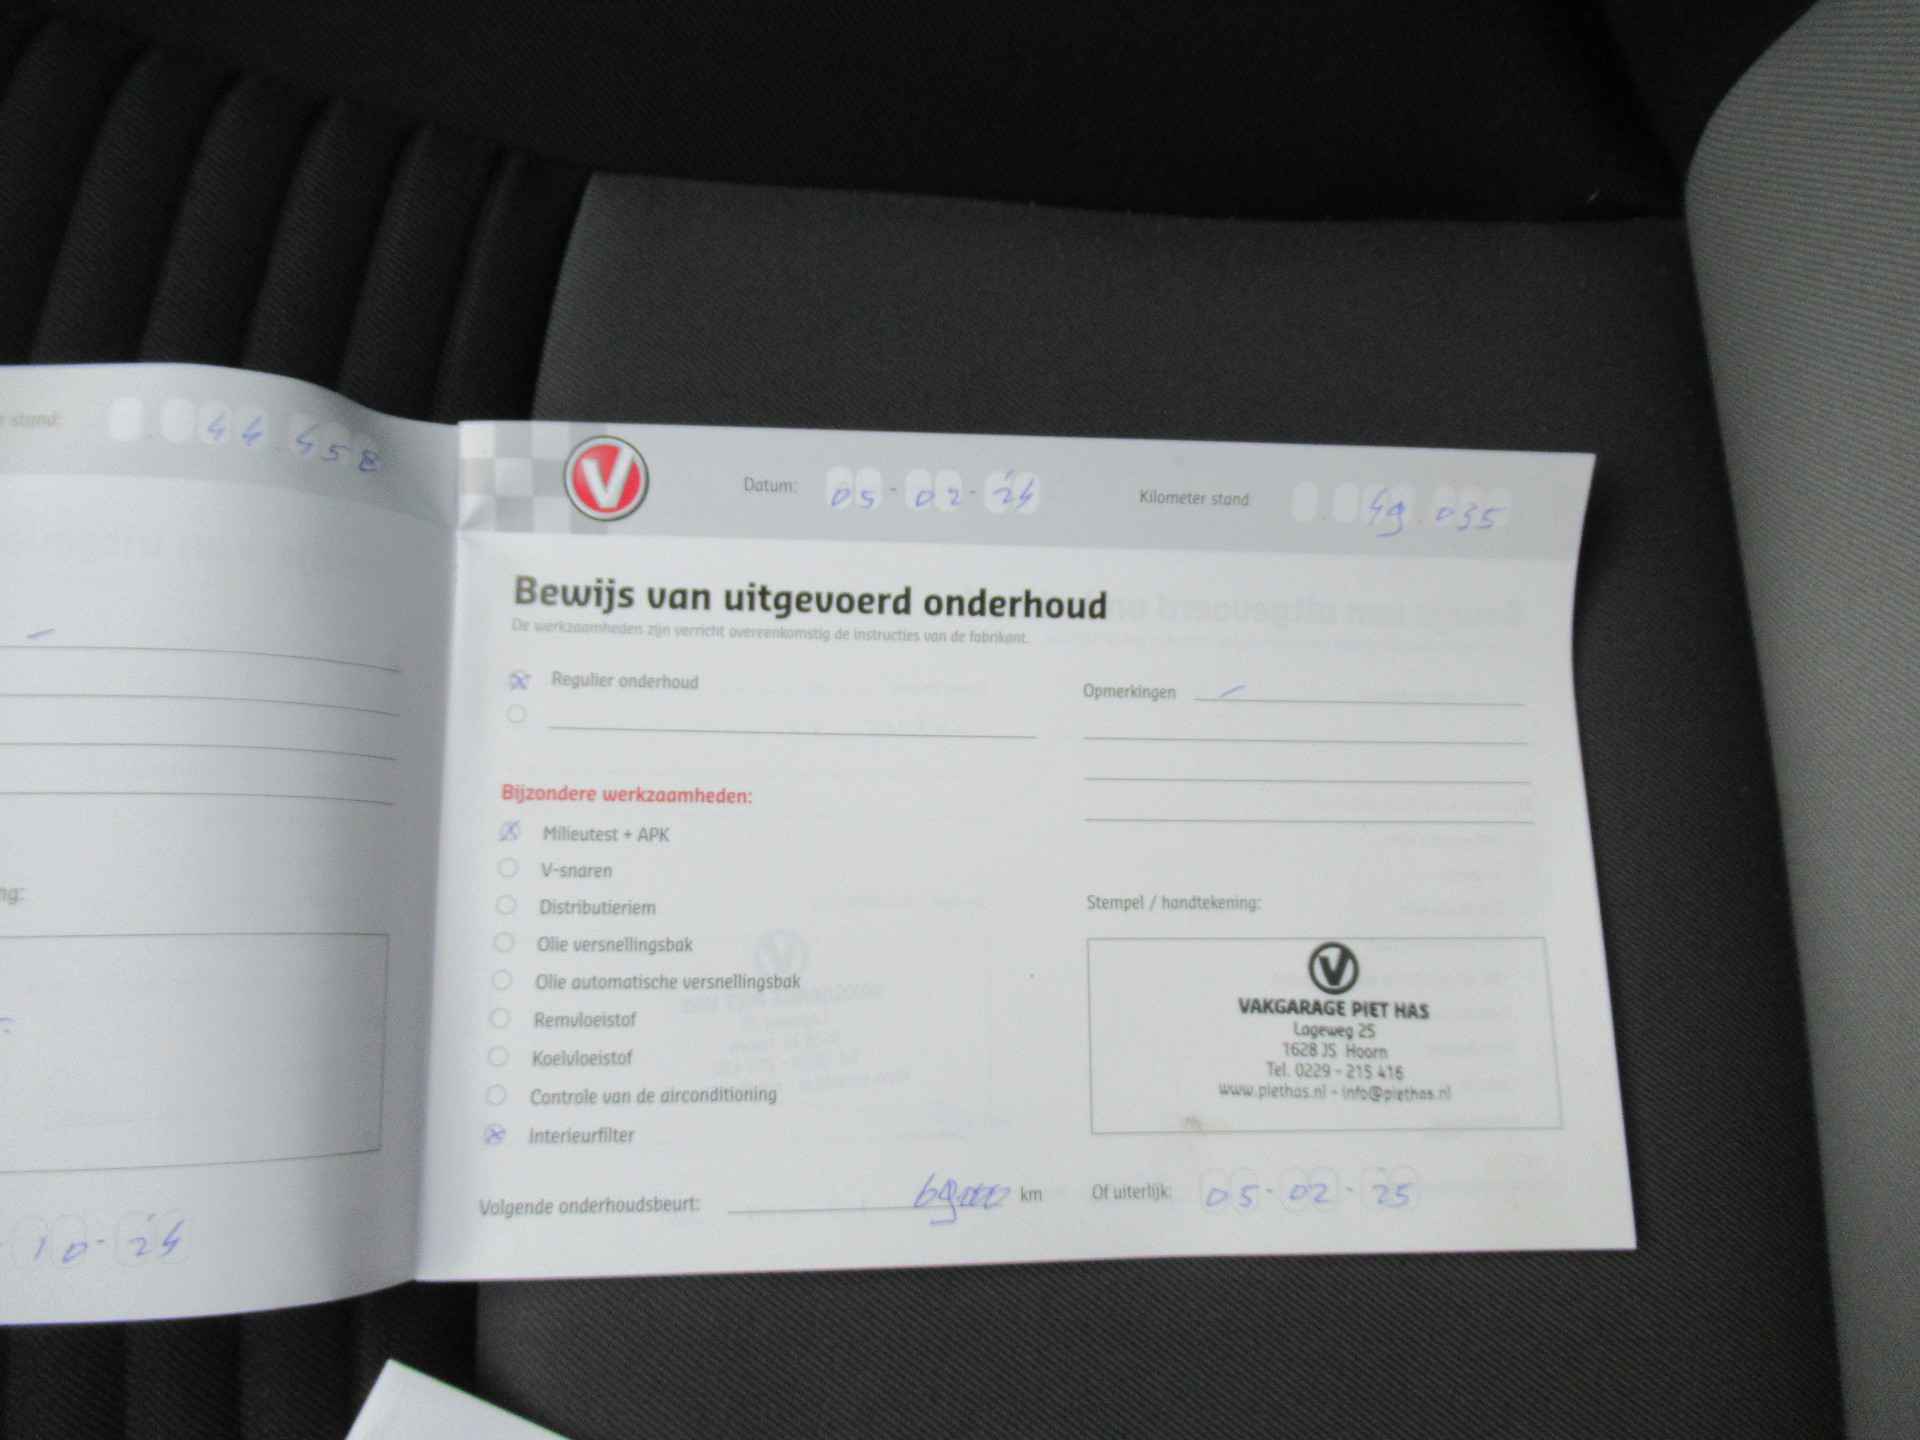 stand: 44.458
ng:
10-'24
V
Datum: 05-02-'24
Kilometer stand 49.035
Bewijs van uitgevoerd onderhoud
De werkzaamheden zijn verricht overeenkomstig de instructies van de fabrikant.
Regulier onderhoud
Opmerkingen
Bijzondere werkzaamheden:
Milieutest + APK
V-snaren
Distributieriem
Olie versnellingsbak
Olie automatische versnellingsbak
Remvloeistof
Koelvloeistof
Controle van de airconditioning
Interieurfilter
Stempel / handtekening:
V
VAKGARAGE PIET HAS
Lageweg 25
1628 JS Hoorn
Tel. 0229 - 215 416
www.piethas.nl - info@piethas.nl
Volgende onderhoudsbeurt: 69000 km
Of uiterlijk: 05-02-25